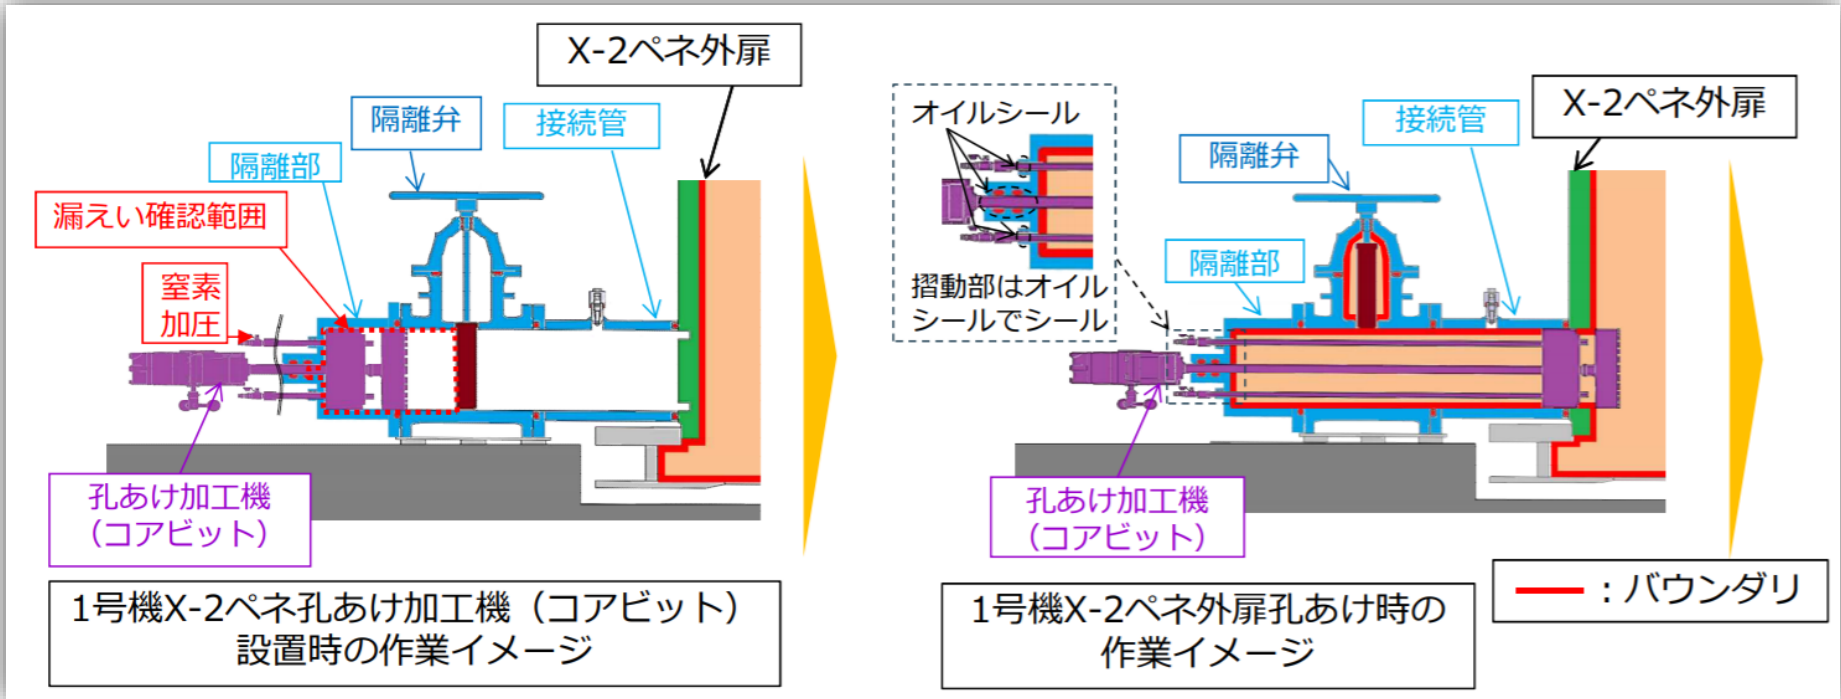 X-2ペネ外扉
隔離弁
接続管
隔離部
漏えい確認範囲
窒素
加圧
孔あけ加工機
（コアビット）
1号機X-2ペネ孔あけ加工機（コアビット）
設置時の作業イメージ
オイルシール
摺動部はオイル
シールでシール
X-2ペネ外扉
接続管
隔離弁
隔離部
孔あけ加工機
（コアビット）
1号機X-2ペネ外扉孔あけ時の
作業イメージ
：バウンダリ